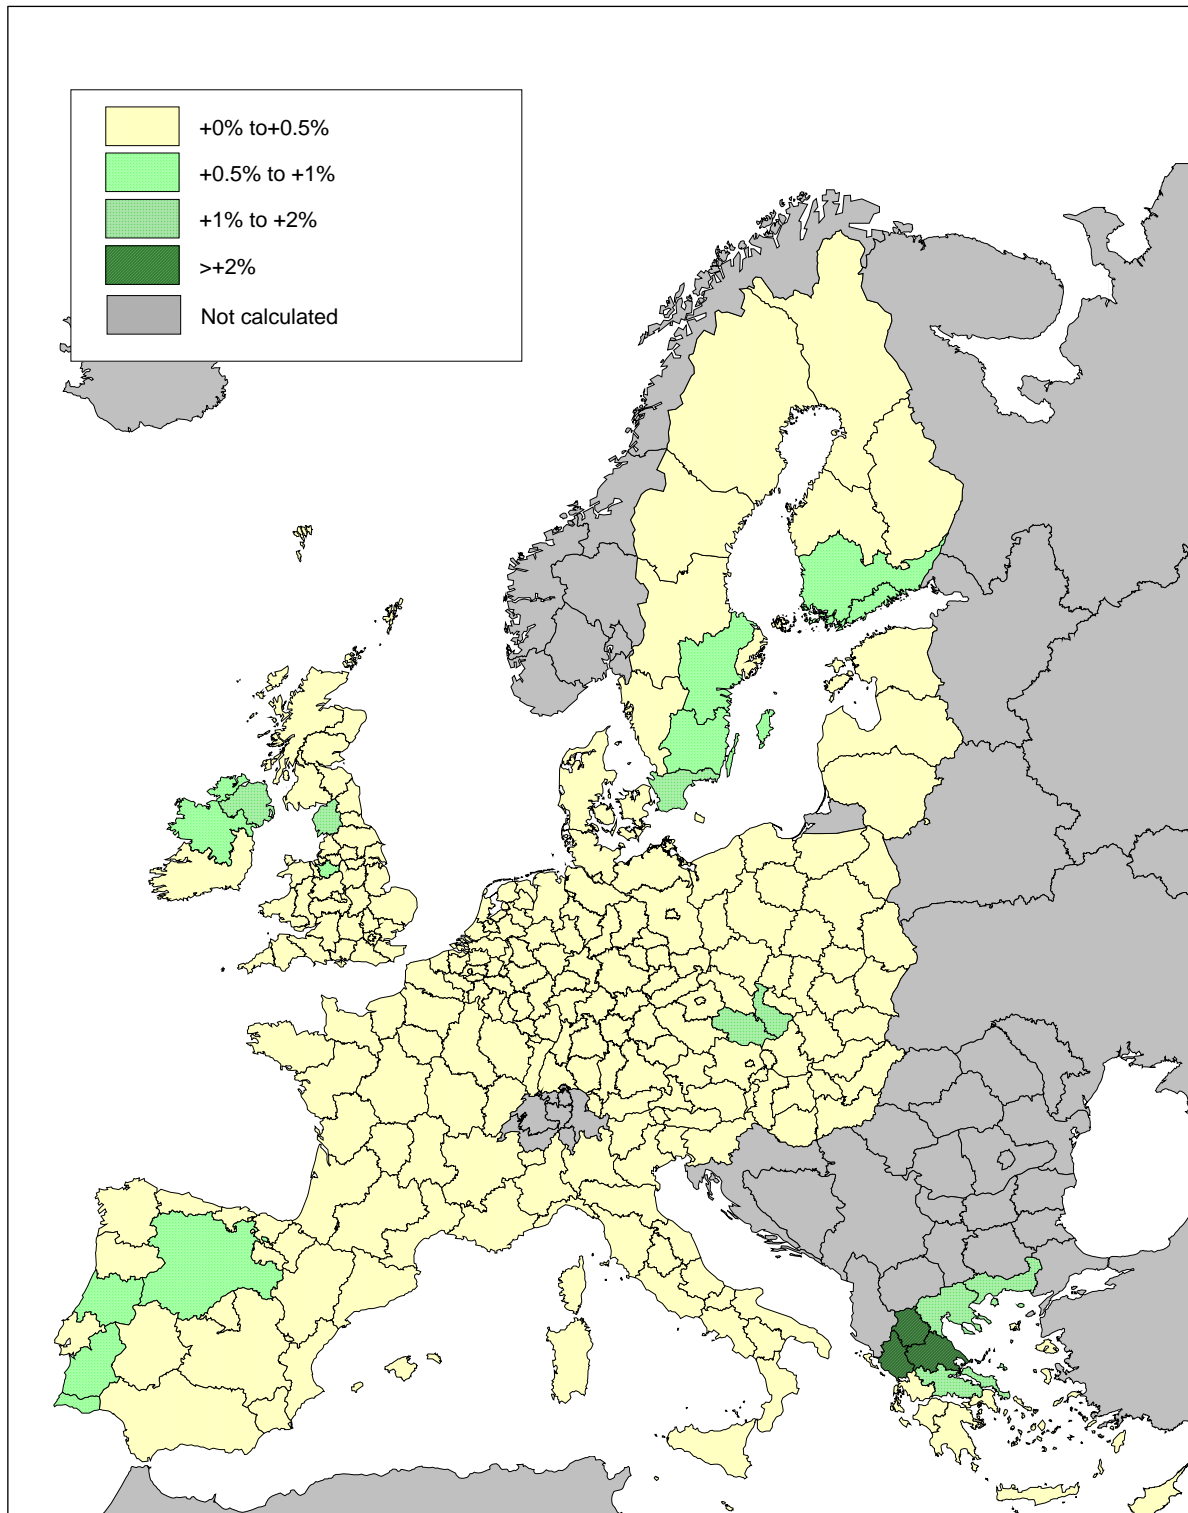 +0% to+0.5%
+0.5% to +1%
+1% to +2%
>+2%
Not calculated